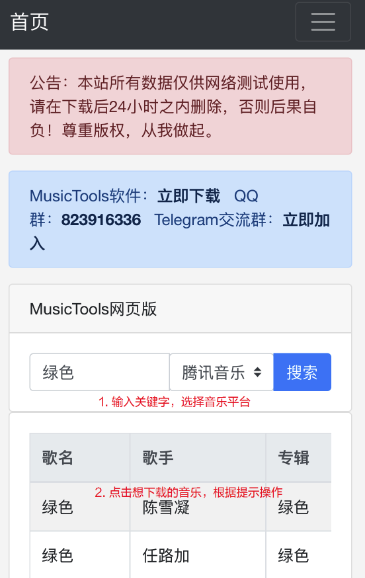 首页
公告：本站所有数据仅供网络测试使用，
请在下载后24小时之内删除，否则后果自
负！尊重版权，从我做起。
MusicTools软件：立即下载 QQ
群：823916336 Telegram交流群：立即加
入
MusicTools网页版
绿色 腾讯音乐 搜索
1. 输入关键字，选择音乐平台
歌名 歌手 专辑
2. 点击想下载的音乐，根据提示操作
绿色 陈雪凝 绿色
绿色 任路加 绿色